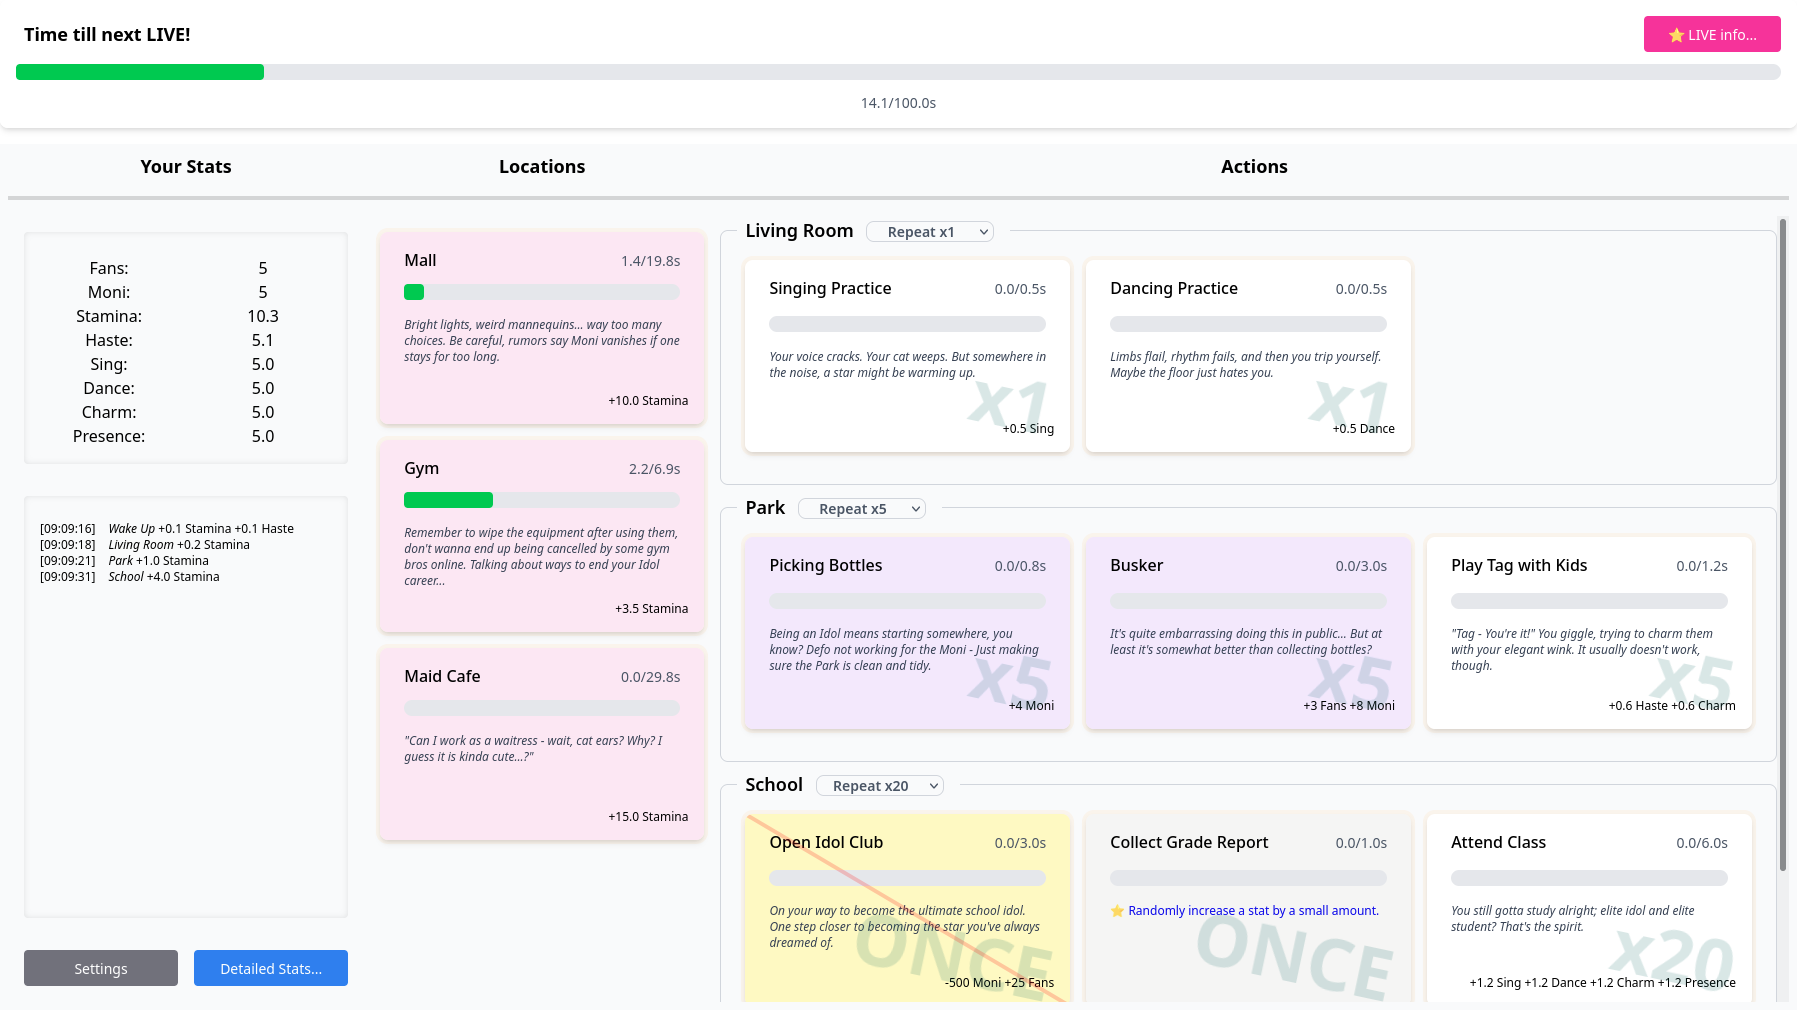 Time till next LIVE!
⭐ LIVE info...
14.1/100.0s
Your Stats
Locations
Actions
Fans: 5
Moni: 5
Stamina: 10.3
Haste: 5.1
Sing: 5.0
Dance: 5.0
Charm: 5.0
Presence: 5.0
[09:09:16] Wake Up +0.1 Stamina +0.1 Haste
[09:09:18] Living Room +0.2 Stamina
[09:09:21] Park +1.0 Stamina
[09:09:31] School +4.0 Stamina
Settings
Detailed Stats...
Mall 1.4/19.8s
Bright lights, weird mannequins... way too many
choices. Be careful, rumors say Moni vanishes if one
stays for too long.
+10.0 Stamina
Gym 2.2/6.9s
Remember to wipe the equipment after using them,
don't wanna end up being cancelled by some gym
bros online. Talking about ways to end your Idol
career...
+3.5 Stamina
Maid Cafe 0.0/29.8s
"Can I work as a waitress - wait, cat ears? Why? I
guess it is kinda cute...?"
+15.0 Stamina
Living Room Repeat x1
Singing Practice 0.0/0.5s
Your voice cracks. Your cat weeps. But somewhere in
the noise, a star might be warming up.
x1
+0.5 Sing
Dancing Practice 0.0/0.5s
Limbs flail, rhythm fails, and then you trip yourself.
Maybe the floor just hates you.
x1
+0.5 Dance
Park Repeat x5
Picking Bottles 0.0/0.8s
Being an Idol means starting somewhere, you
know? Defo not working for the Moni - Just making
sure the Park is clean and tidy.
x5
+4 Moni
Busker 0.0/3.0s
It's quite embarrassing doing this in public... But at
least it's somewhat better than collecting bottles?
x5
+3 Fans +8 Moni
Play Tag with Kids 0.0/1.2s
"Tag - You're it!" You giggle, trying to charm them
with your elegant wink. It usually doesn't work,
though.
x5
+0.6 Haste +0.6 Charm
School Repeat x20
Open Idol Club 0.0/3.0s
On your way to become the ultimate school idol.
One step closer to becoming the star you've always
dreamed of.
ONCE
-500 Moni +25 Fans
Collect Grade Report 0.0/1.0s
⭐ Randomly increase a stat by a small amount.
ONCE
Attend Class 0.0/6.0s
You still gotta study alright; elite idol and elite
student? That's the spirit.
x20
+1.2 Sing +1.2 Dance +1.2 Charm +1.2 Presence